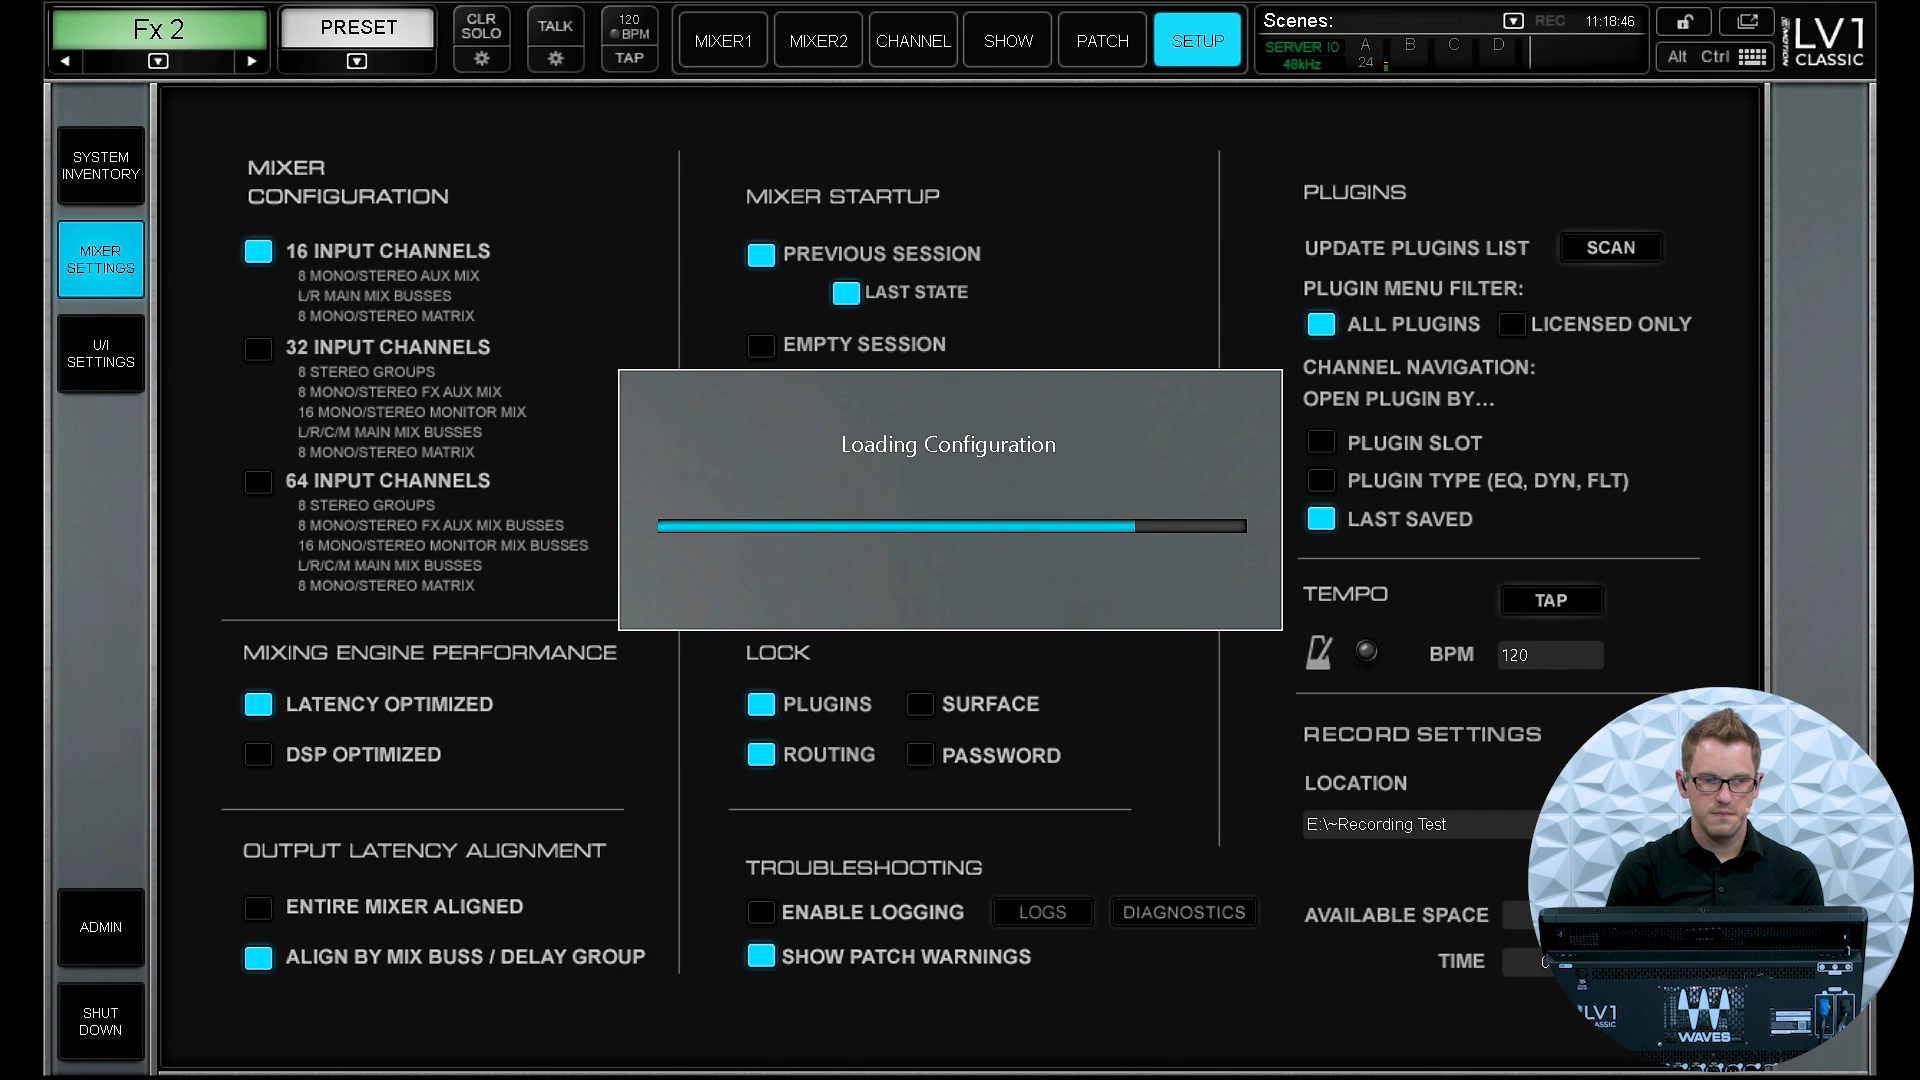 Fx 2
PRESET
CLR
SOLO
TALK
120
BPM
TAP
MIXER1
MIXER2
CHANNEL
SHOW
PATCH
SETUP
Scenes:
REC
11:18:46
SERVER IO
48kHz
A
24
B
C
D
Alt
Ctrl
EMOTION
LV1
CLASSIC
SYSTEM
INVENTORY
MIXER
SETTINGS
U/I
SETTINGS
ADMIN
SHUT
DOWN
MIXER
CONFIGURATION
16 INPUT CHANNELS
8 MONO/STEREO AUX MIX
L/R MAIN MIX BUSSES
8 MONO/STEREO MATRIX
32 INPUT CHANNELS
8 STEREO GROUPS
8 MONO/STEREO FX AUX MIX
16 MONO/STEREO MONITOR MIX
L/R/C/M MAIN MIX BUSSES
8 MONO/STEREO MATRIX
64 INPUT CHANNELS
8 STEREO GROUPS
8 MONO/STEREO FX AUX MIX BUSSES
16 MONO/STEREO MONITOR MIX BUSSES
L/R/C/M MAIN MIX BUSSES
8 MONO/STEREO MATRIX
MIXING ENGINE PERFORMANCE
LATENCY OPTIMIZED
DSP OPTIMIZED
OUTPUT LATENCY ALIGNMENT
ENTIRE MIXER ALIGNED
ALIGN BY MIX BUSS / DELAY GROUP
MIXER STARTUP
PREVIOUS SESSION
LAST STATE
EMPTY SESSION
Loading Configuration
LOCK
PLUGINS
SURFACE
ROUTING
PASSWORD
TROUBLESHOOTING
ENABLE LOGGING
LOGS
DIAGNOSTICS
SHOW PATCH WARNINGS
PLUGINS
UPDATE PLUGINS LIST
SCAN
PLUGIN MENU FILTER:
ALL PLUGINS
LICENSED ONLY
CHANNEL NAVIGATION:
OPEN PLUGIN BY...
PLUGIN SLOT
PLUGIN TYPE (EQ, DYN, FLT)
LAST SAVED
TEMPO
TAP
BPM
120
RECORD SETTINGS
LOCATION
E:\~Recording Test
AVAILABLE SPACE
TIME
LV1
WAVES